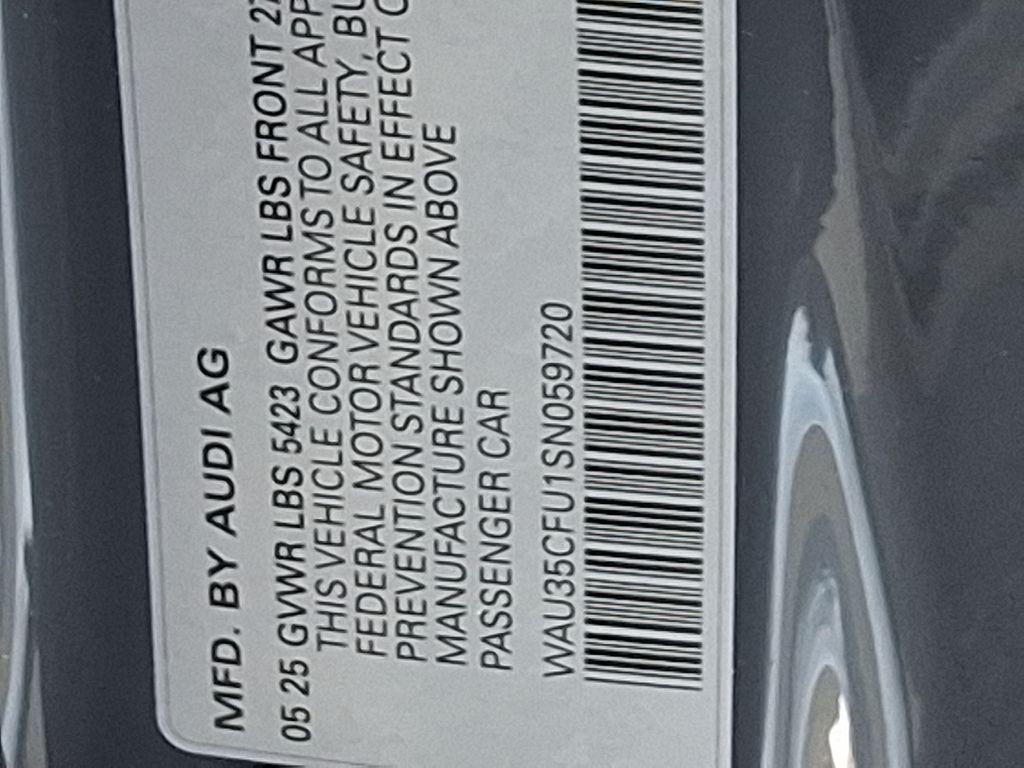 MFD. BY AUDI AG
05 25 GVWR LBS 5423 GAWR LBS FRONT 27
THIS VEHICLE CONFORMS TO ALL APP
FEDERAL MOTOR VEHICLE SAFETY, BU
PREVENTION STANDARDS IN EFFECT
MANUFACTURE SHOWN ABOVE
PASSENGER CAR
WAU35CFU1SN059720